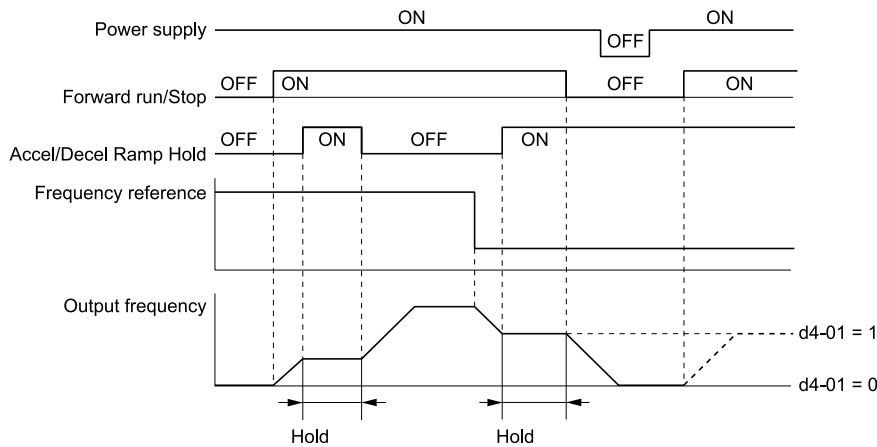 Power supply
ON
OFF
ON
Forward run/Stop
OFF
ON
OFF
ON
Accel/Decel Ramp Hold
OFF
ON
OFF
ON
Frequency reference
Output frequency
d4-01 = 1
d4-01 = 0
Hold
Hold